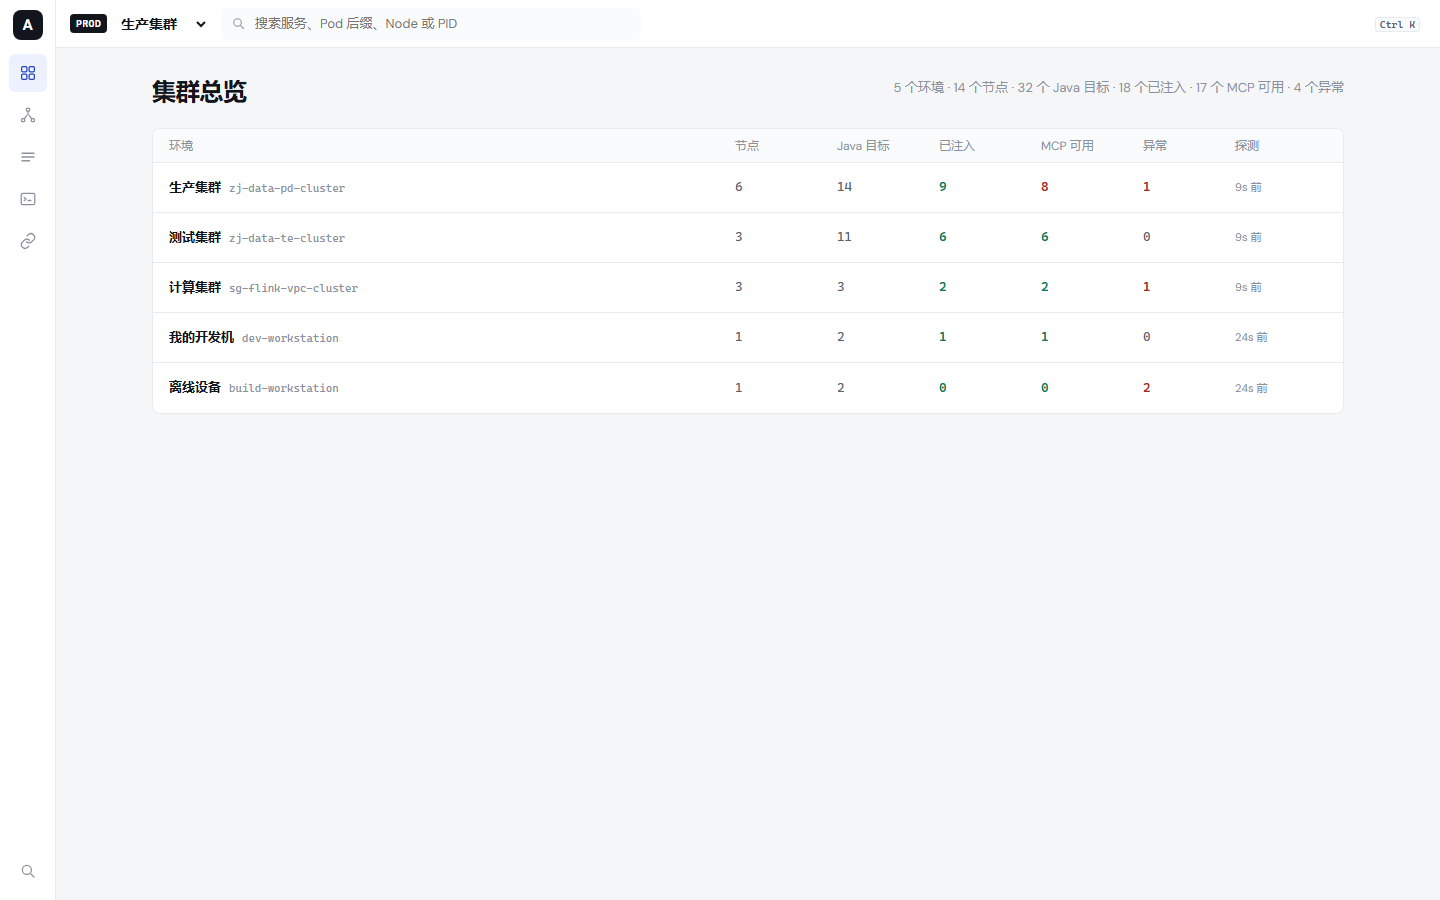 A
PROD 生产集群 搜索服务、Pod 后缀、Node 或 PID Ctrl K
集群总览 5 个环境 · 14 个节点 · 32 个 Java 目标 · 18 个已注入 · 17 个 MCP 可用 · 4 个异常
环境 节点 Java 目标 已注入 MCP 可用 异常 探测
生产集群 zj-data-pd-cluster 6 14 9 8 1 9s 前
测试集群 zj-data-te-cluster 3 11 6 6 0 9s 前
计算集群 sg-flink-vpc-cluster 3 3 2 2 1 9s 前
我的开发机 dev-workstation 1 2 1 1 0 24s 前
离线设备 build-workstation 1 2 0 0 2 24s 前